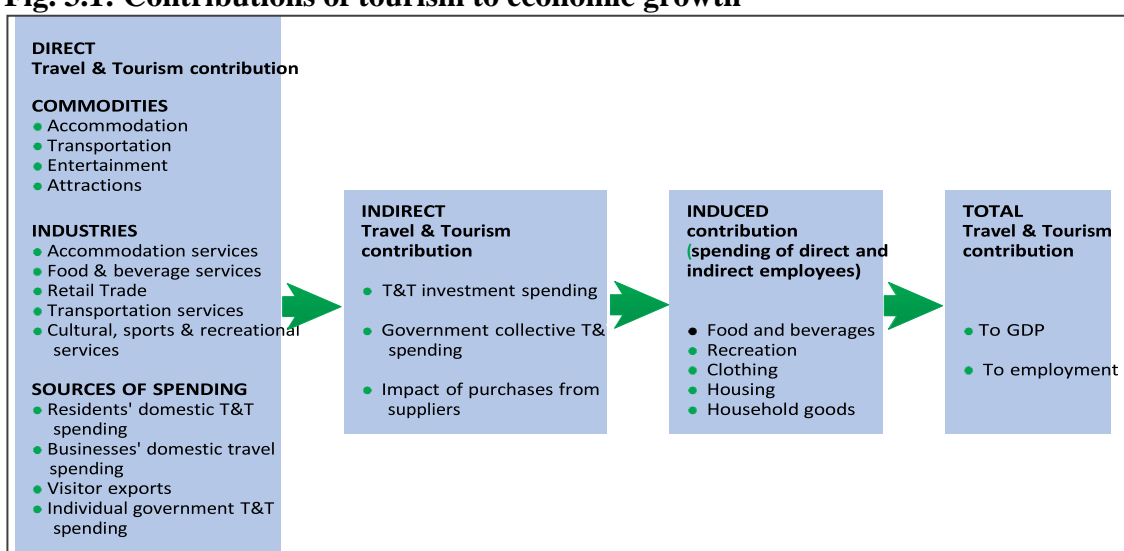 Fig. 3.1: Contributions of tourism to economic growth
DIRECT
Travel & Tourism contribution
COMMODITIES
● Accommodation
● Transportation
● Entertainment
● Attractions
INDUSTRIES
● Accommodation services
● Food & beverage services
● Retail Trade
● Transportation services
● Cultural, sports & recreational
services
SOURCES OF SPENDING
● Residents' domestic T&T
spending
● Businesses' domestic travel
spending
● Visitor exports
● Individual government T&T
spending
INDIRECT
Travel & Tourism
contribution
● T&T investment spending
● Government collective T&
spending
● Impact of purchases from
suppliers
INDUCED
contribution
(spending of direct and
indirect employees)
● Food and beverages
● Recreation
● Clothing
● Housing
● Household goods
TOTAL
Travel & Tourism
contribution
● To GDP
● To employment